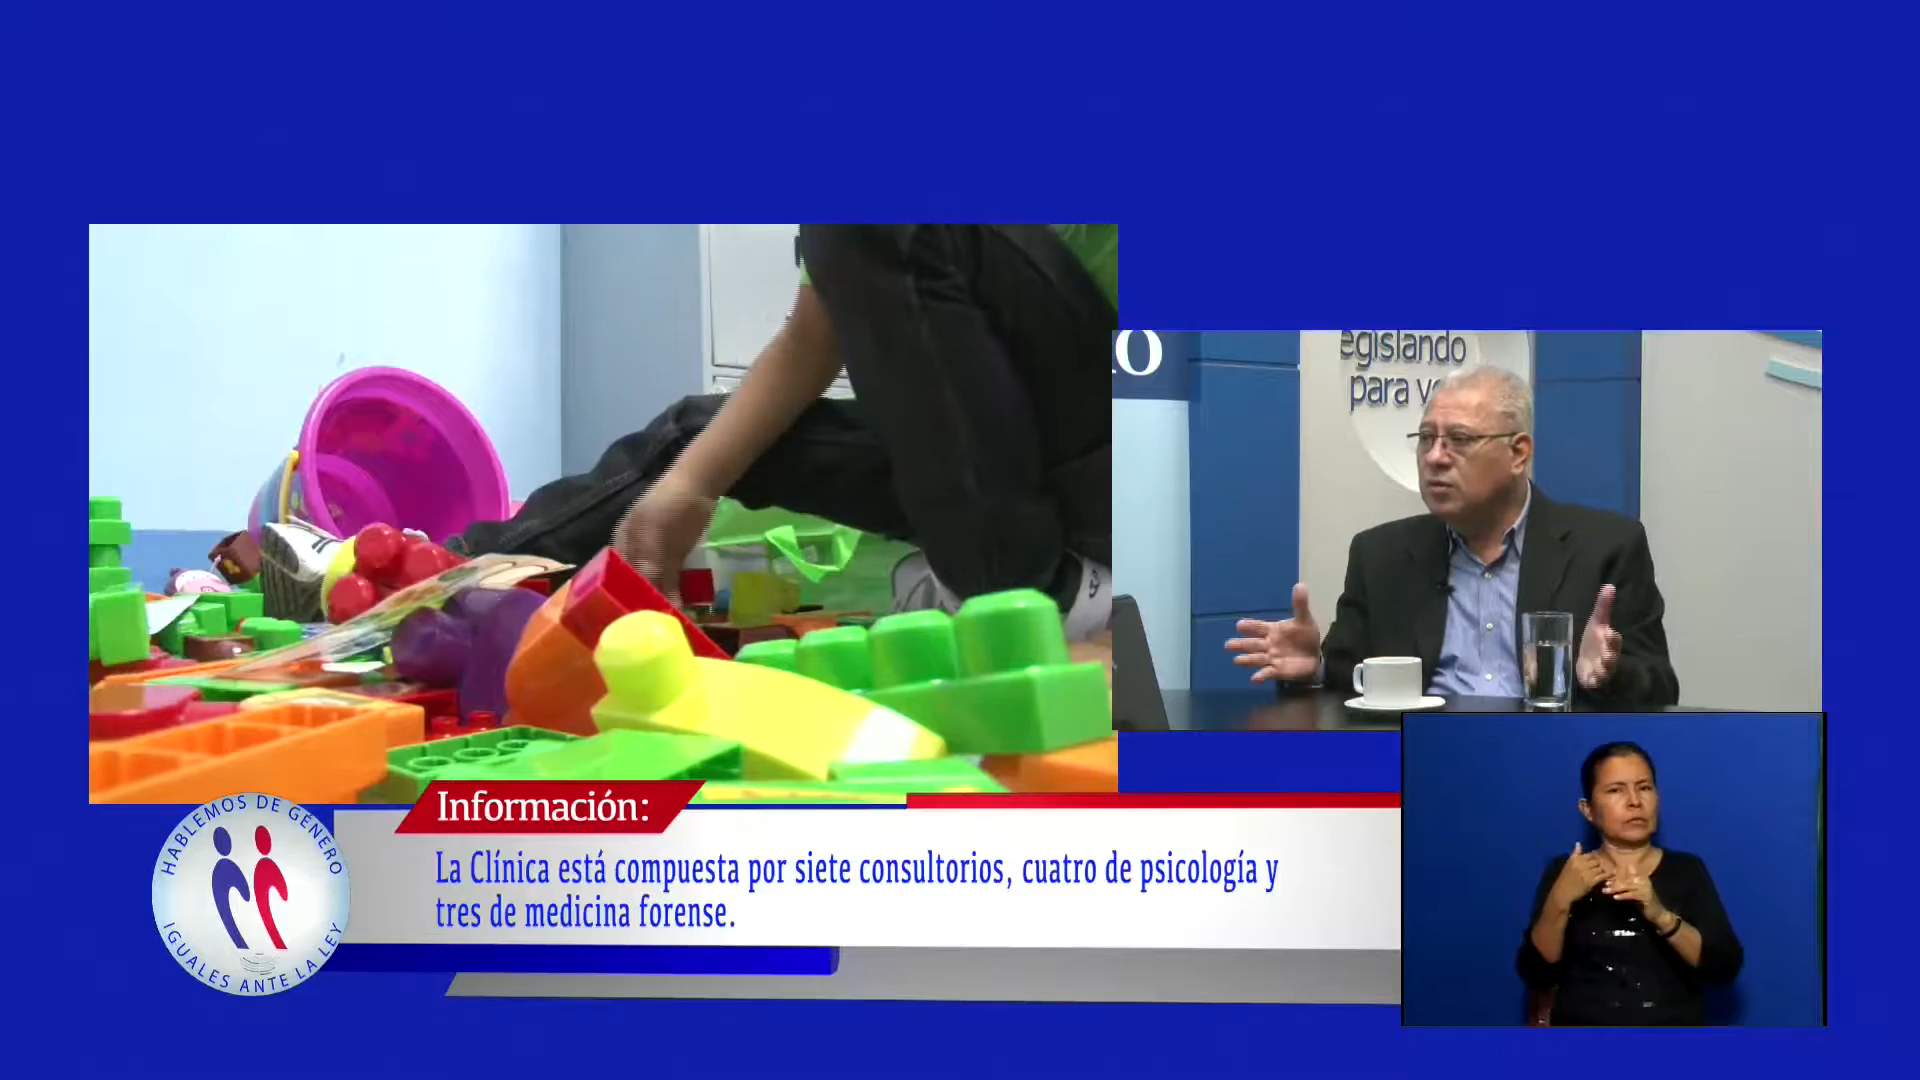 egislando
para v
Información:
La Clínica está compuesta por siete consultorios, cuatro de psicología y
tres de medicina forense.
HABLEMOS DE GÉNERO
IGUALES ANTE LA LEY